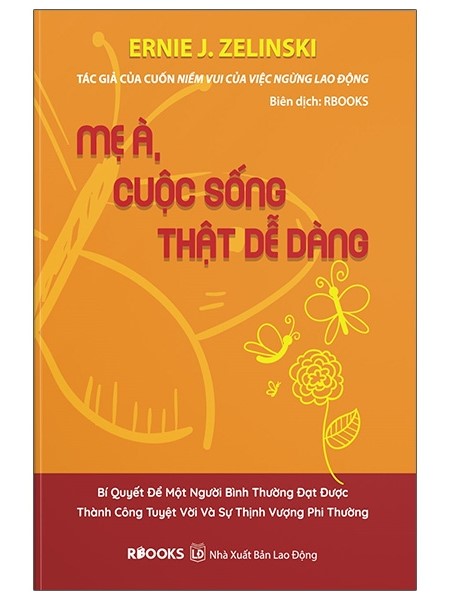 ERNIE J. ZELINSKI
TÁC GIẢ CỦA CUỐN NIỀM VUI CỦA VIỆC NGỪNG LAO ĐỘNG
Biên dịch: RBOOKS
MẸ À,
CUỘC SỐNG
THẬT DỄ DÀNG
Bí Quyết Để Một Người Bình Thường Đạt Được
Thành Công Tuyệt Vời Và Sự Thịnh Vượng Phi Thường
RBOOKS LĐ Nhà Xuất Bản Lao Động